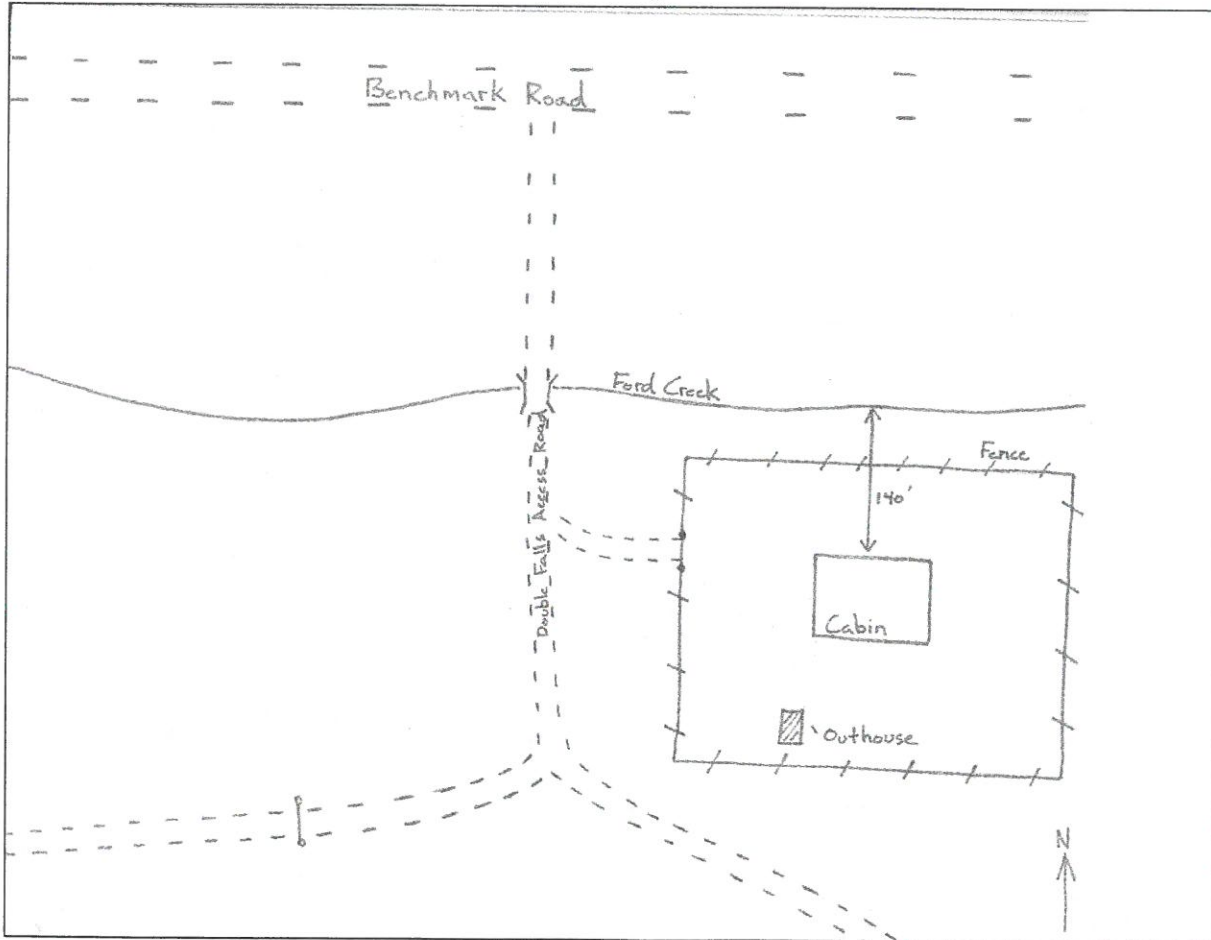 Benchmark Road
Ford Creek
Fence
140'
Double Falls Access Road
Cabin
Outhouse
N